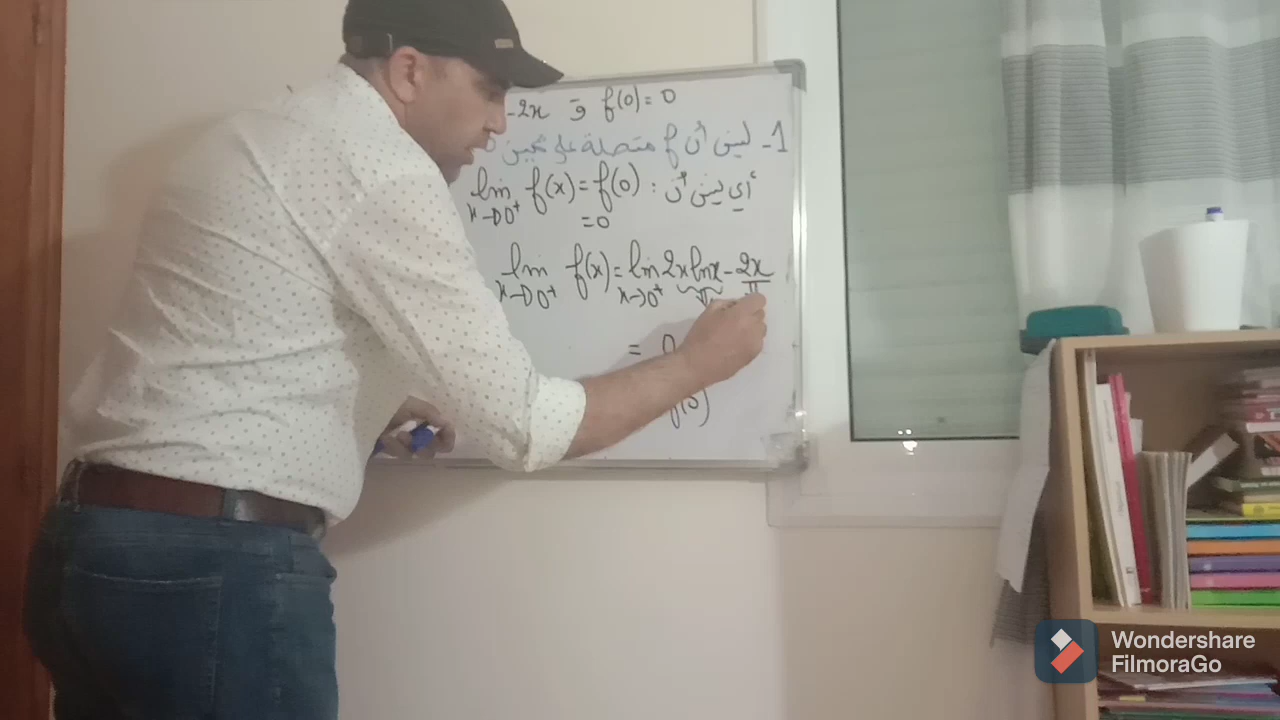 -2x و f(0) = 0
1- لنبين أن f متصلة على يمين 0
أي نبين أن : lim f(x) = f(0)
x→0⁺
= 0
lim f(x) = lim 2x ln x - 2x
x→0⁺ x→0⁺
= 0
f(0)
Wondershare
FilmoraGo